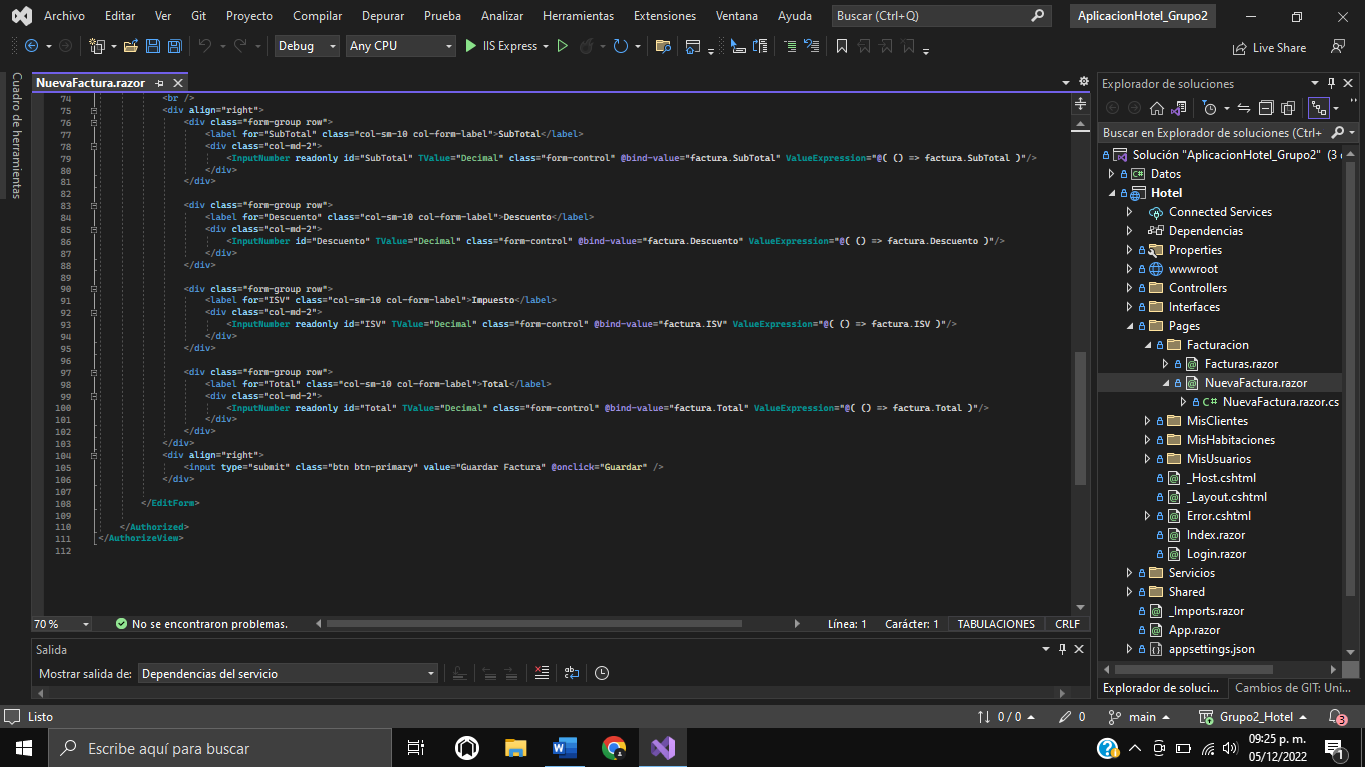 Archivo Editar Ver Git Proyecto Compilar Depurar Prueba Analizar Herramientas Extensiones Ventana Ayuda Buscar (Ctrl+Q) AplicacionHotel_Grupo2
Debug Any CPU IIS Express Live Share
Cuadro de herramientas
NuevaFactura.razor
74 <br />
75 <div align="right">
76 <div class="form-group row">
77 <label for="SubTotal" class="col-sm-10 col-form-label">SubTotal</label>
78 <div class="col-md-2">
79 <InputNumber readonly id="SubTotal" TValue="Decimal" class="form-control" @bind-value="factura.SubTotal" ValueExpression="@( () => factura.SubTotal )"/>
80 </div>
81 </div>
82
83 <div class="form-group row">
84 <label for="Descuento" class="col-sm-10 col-form-label">Descuento</label>
85 <div class="col-md-2">
86 <InputNumber id="Descuento" TValue="Decimal" class="form-control" @bind-value="factura.Descuento" ValueExpression="@( () => factura.Descuento )"/>
87 </div>
88 </div>
89
90 <div class="form-group row">
91 <label for="ISV" class="col-sm-10 col-form-label">Impuesto</label>
92 <div class="col-md-2">
93 <InputNumber readonly id="ISV" TValue="Decimal" class="form-control" @bind-value="factura.ISV" ValueExpression="@( () => factura.ISV )"/>
94 </div>
95 </div>
96
97 <div class="form-group row">
98 <label for="Total" class="col-sm-10 col-form-label">Total</label>
99 <div class="col-md-2">
100 <InputNumber readonly id="Total" TValue="Decimal" class="form-control" @bind-value="factura.Total" ValueExpression="@( () => factura.Total )"/>
101 </div>
102 </div>
103 </div>
104 <div align="right">
105 <input type="submit" class="btn btn-primary" value="Guardar Factura" @onclick="Guardar" />
106 </div>
107
108 </EditForm>
109
110 </Authorized>
111 </AuthorizeView>
112
70 % No se encontraron problemas. Línea: 1 Carácter: 1 TABULACIONES CRLF
Salida
Mostrar salida de: Dependencias del servicio
Explorador de soluciones
Buscar en Explorador de soluciones (Ctrl+
Solución "AplicacionHotel_Grupo2" (3
Datos
Hotel
Connected Services
Dependencias
Properties
wwwroot
Controllers
Interfaces
Pages
Facturacion
Facturas.razor
NuevaFactura.razor
C# NuevaFactura.razor.cs
MisClientes
MisHabitaciones
MisUsuarios
_Host.cshtml
_Layout.cshtml
Error.cshtml
Index.razor
Login.razor
Servicios
Shared
_Imports.razor
App.razor
appsettings.json
Explorador de soluci... Cambios de GIT: Uni...
Listo 0 / 0 0 main Grupo2_Hotel 3
Escribe aquí para buscar
09:25 p. m.
05/12/2022
1